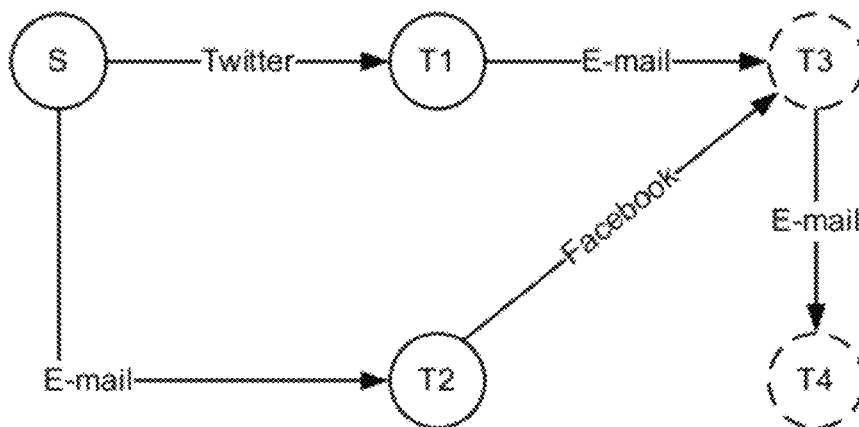 S
Twitter
T1
E-mail
T3
Facebook
E-mail
E-mail
T2
T4